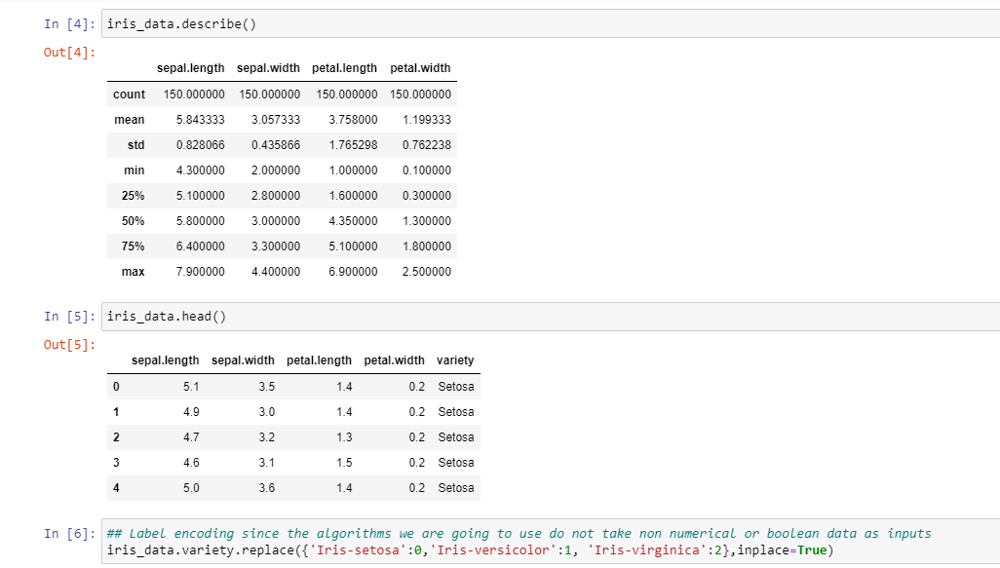 In [4]: iris_data.describe()
Out[4]:
sepal.length sepal.width petal.length petal.width
count 150.000000 150.000000 150.000000 150.000000
mean 5.843333 3.057333 3.758000 1.199333
std 0.828066 0.435866 1.765298 0.762238
min 4.300000 2.000000 1.000000 0.100000
25% 5.100000 2.800000 1.600000 0.300000
50% 5.800000 3.000000 4.350000 1.300000
75% 6.400000 3.300000 5.100000 1.800000
max 7.900000 4.400000 6.900000 2.500000
In [5]: iris_data.head()
Out[5]:
sepal.length sepal.width petal.length petal.width variety
0 5.1 3.5 1.4 0.2 Setosa
1 4.9 3.0 1.4 0.2 Setosa
2 4.7 3.2 1.3 0.2 Setosa
3 4.6 3.1 1.5 0.2 Setosa
4 5.0 3.6 1.4 0.2 Setosa
In [6]: ## Label encoding since the algorithms we are going to use do not take non numerical or boolean data as inputs
iris_data.variety.replace({'Iris-setosa':0,'Iris-versicolor':1, 'Iris-virginica':2},inplace=True)